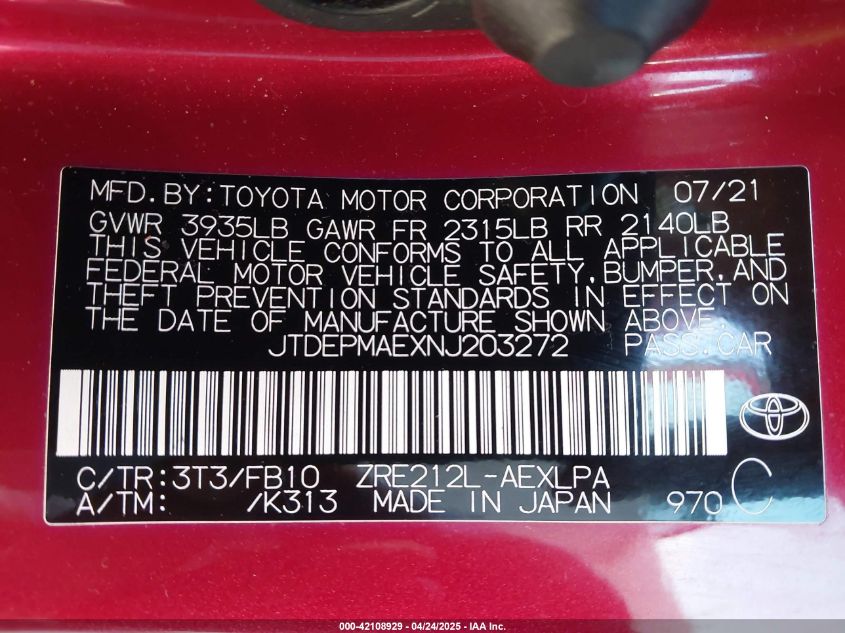 MFD. BY: TOYOTA MOTOR CORPORATION 07/21
GVWR 3935LB GAWR FR 2315LB RR 2140LB
THIS VEHICLE CONFORMS TO ALL APPLICABLE
FEDERAL MOTOR VEHICLE SAFETY, BUMPER, AND
THEFT PREVENTION STANDARDS IN EFFECT ON
THE DATE OF MANUFACTURE SHOWN ABOVE.
JTDEPMAEXNJ203272 PASS. CAR
C/TR: 3T3/FB10 ZRE212L-AEXLPA C
A/TM: /K313 MADE IN JAPAN 970
000-42108929 - 04/24/2025 - IAA Inc.